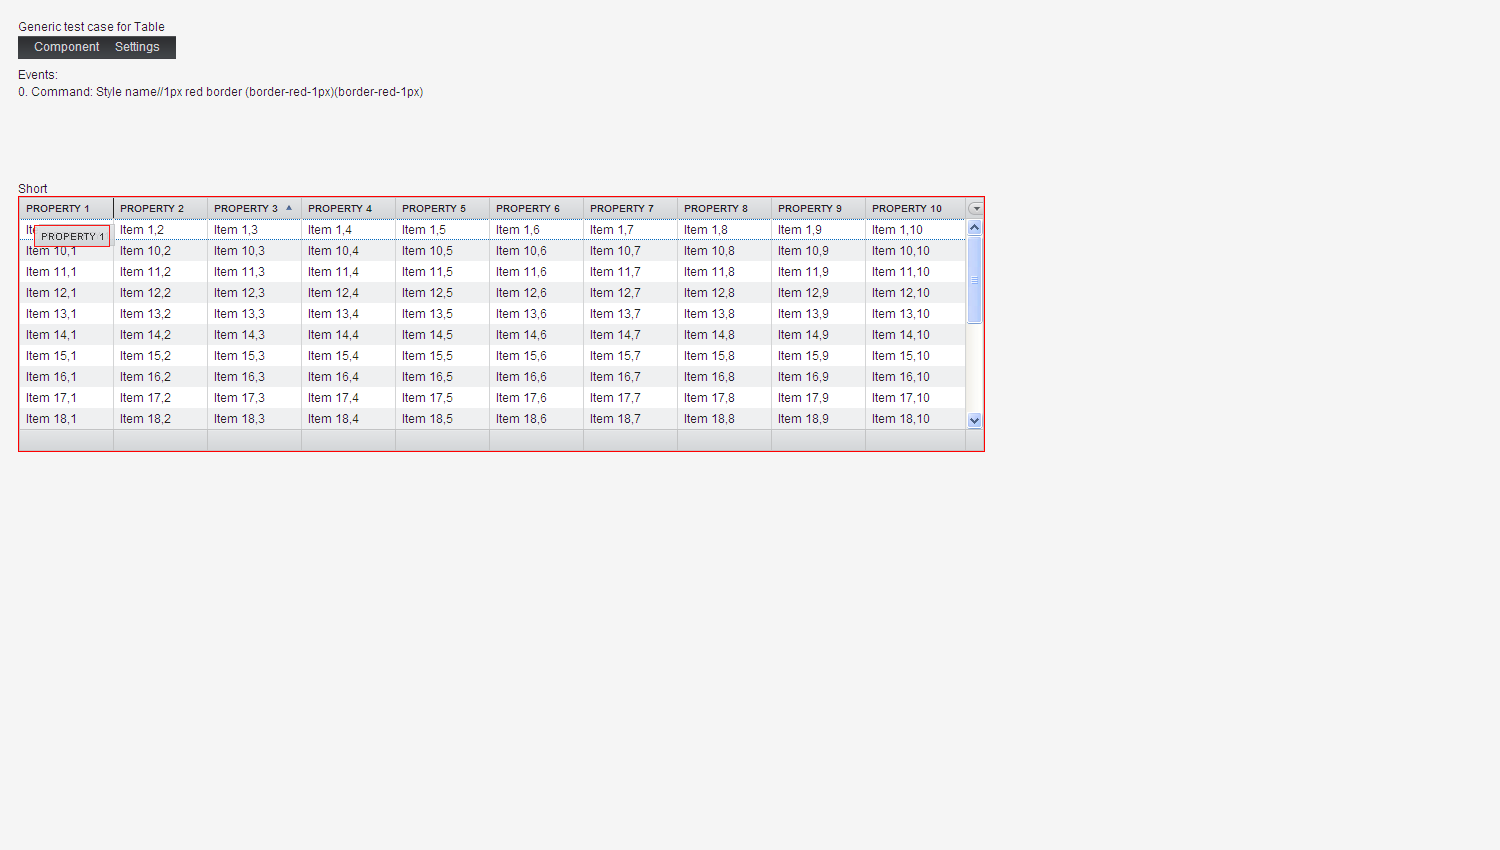 Generic test case for Table
Component Settings
Events:
0. Command: Style name//1px red border (border-red-1px)(border-red-1px)
Short
PROPERTY 1 PROPERTY 2 PROPERTY 3 PROPERTY 4 PROPERTY 5 PROPERTY 6 PROPERTY 7 PROPERTY 8 PROPERTY 9 PROPERTY 10
Item 1,2 Item 1,3 Item 1,4 Item 1,5 Item 1,6 Item 1,7 Item 1,8 Item 1,9 Item 1,10
PROPERTY 1
Item 10,1 Item 10,2 Item 10,3 Item 10,4 Item 10,5 Item 10,6 Item 10,7 Item 10,8 Item 10,9 Item 10,10
Item 11,1 Item 11,2 Item 11,3 Item 11,4 Item 11,5 Item 11,6 Item 11,7 Item 11,8 Item 11,9 Item 11,10
Item 12,1 Item 12,2 Item 12,3 Item 12,4 Item 12,5 Item 12,6 Item 12,7 Item 12,8 Item 12,9 Item 12,10
Item 13,1 Item 13,2 Item 13,3 Item 13,4 Item 13,5 Item 13,6 Item 13,7 Item 13,8 Item 13,9 Item 13,10
Item 14,1 Item 14,2 Item 14,3 Item 14,4 Item 14,5 Item 14,6 Item 14,7 Item 14,8 Item 14,9 Item 14,10
Item 15,1 Item 15,2 Item 15,3 Item 15,4 Item 15,5 Item 15,6 Item 15,7 Item 15,8 Item 15,9 Item 15,10
Item 16,1 Item 16,2 Item 16,3 Item 16,4 Item 16,5 Item 16,6 Item 16,7 Item 16,8 Item 16,9 Item 16,10
Item 17,1 Item 17,2 Item 17,3 Item 17,4 Item 17,5 Item 17,6 Item 17,7 Item 17,8 Item 17,9 Item 17,10
Item 18,1 Item 18,2 Item 18,3 Item 18,4 Item 18,5 Item 18,6 Item 18,7 Item 18,8 Item 18,9 Item 18,10